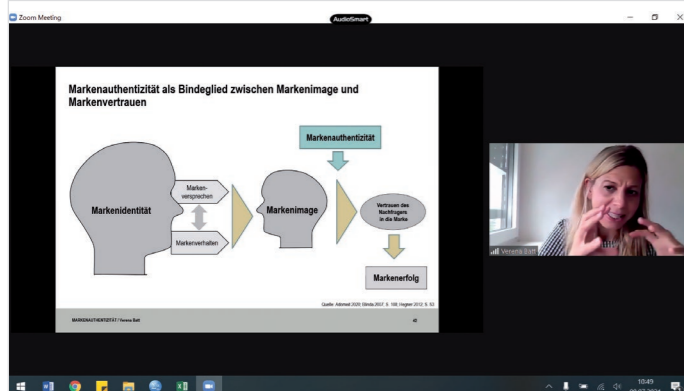 Zoom Meeting
AudioSmart
Markenauthentizität als Bindeglied zwischen Markenimage und
Markenvertrauen
Markenauthentizität
Markenidentität
Marken-
versprechen
Markenverhalten
Markenimage
Vertrauen des
Nachfragers
in die Marke
Markenerfolg
MARKENAUTHENTIZITÄT / Verena Batt
Verena Batt
10:49